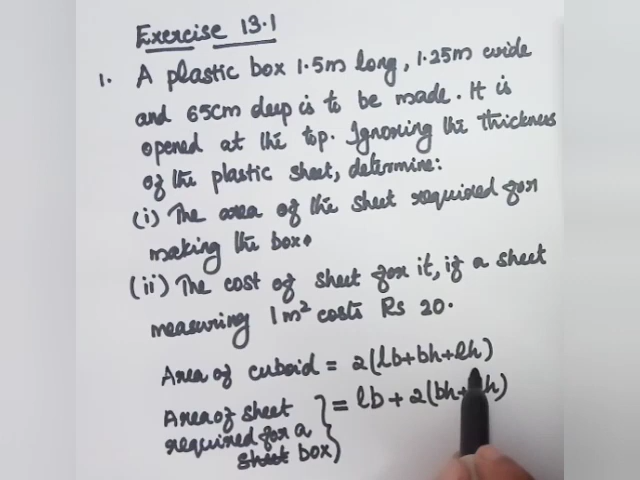 Exercise 13.1
1. A plastic box 1.5m long, 1.25m wide
and 65cm deep is to be made. It is
opened at the top. Ignoring the thickness
of the plastic sheet, determine:
(i) The area of the sheet required for
making the box.
(ii) The cost of sheet for it, if a sheet
measuring 1m² costs Rs 20.
Area of cuboid = 2(lb+bh+lh)
Area of sheet
required for a
box
} = lb + 2(bh+ h)